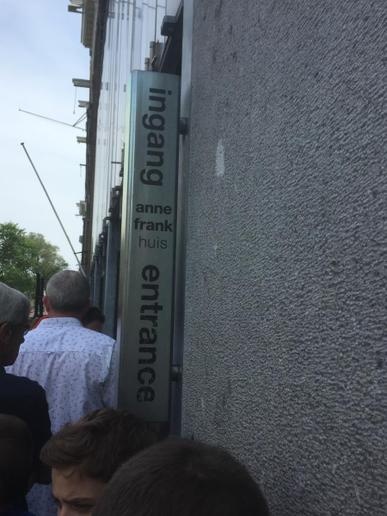 ingang
anne
frank
huis
entrance